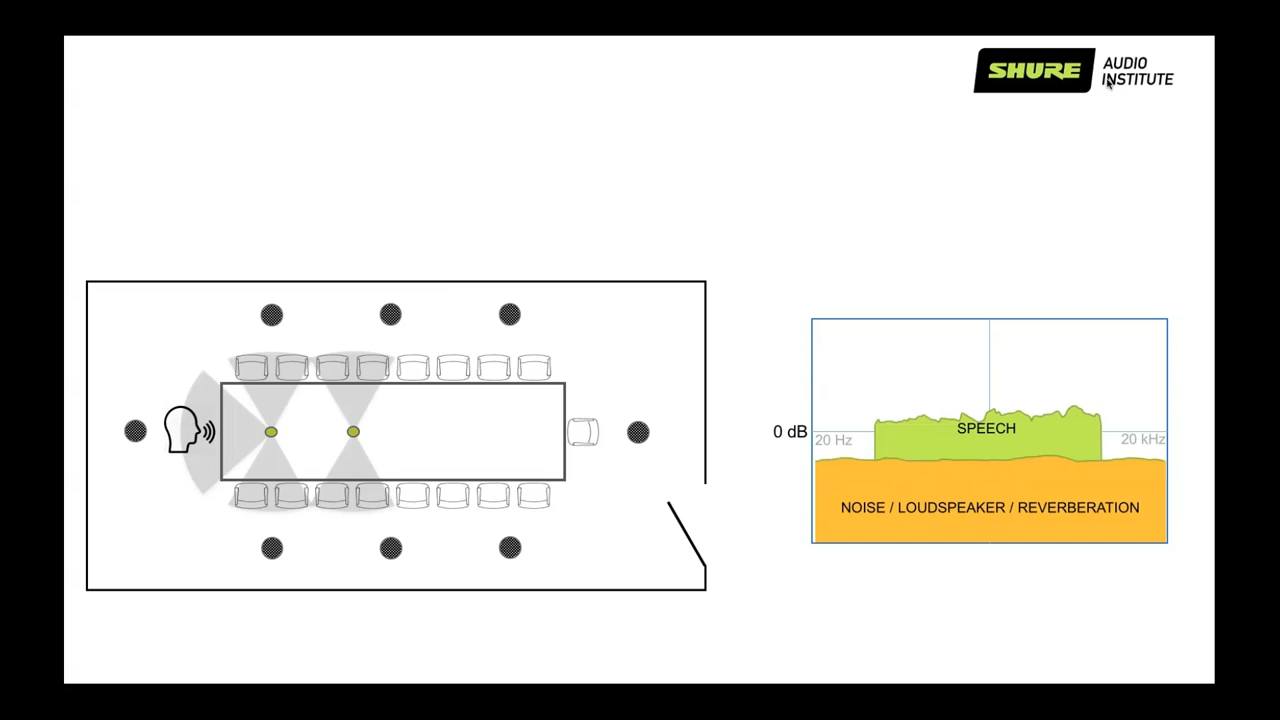 SHURE
AUDIO
INSTITUTE
SPEECH
0 dB
20 Hz
20 kHz
NOISE / LOUDSPEAKER / REVERBERATION